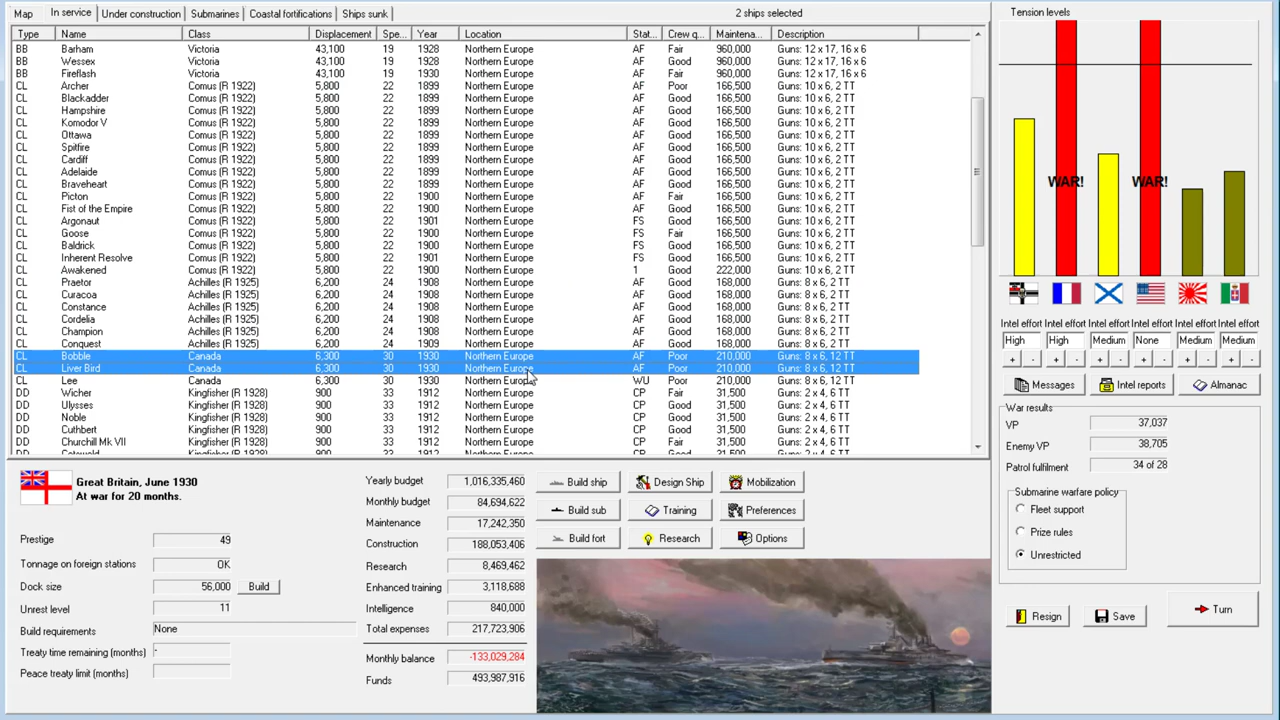 Map In service Under construction Submarines Coastal fortifications Ships sunk 2 ships selected
Type Name Class Displacement Spe... Year Location Stat... Crew q... Maintena... Description
BB Barham Victoria 43,100 19 1928 Northern Europe AF Fair 960,000 Guns: 12 x 17, 16 x 6
BB Wessex Victoria 43,100 19 1928 Northern Europe AF Good 960,000 Guns: 12 x 17, 16 x 6
BB Fireflash Victoria 43,100 19 1930 Northern Europe AF Fair 960,000 Guns: 12 x 17, 16 x 6
CL Archer Comus (R 1922) 5,800 22 1899 Northern Europe AF Poor 166,500 Guns: 10 x 6, 2 TT
CL Blackadder Comus (R 1922) 5,800 22 1899 Northern Europe AF Good 166,500 Guns: 10 x 6, 2 TT
CL Hampshire Comus (R 1922) 5,800 22 1899 Northern Europe AF Good 166,500 Guns: 10 x 6, 2 TT
CL Komodor V Comus (R 1922) 5,800 22 1899 Northern Europe AF Good 166,500 Guns: 10 x 6, 2 TT
CL Ottawa Comus (R 1922) 5,800 22 1899 Northern Europe AF Good 166,500 Guns: 10 x 6, 2 TT
CL Spitfire Comus (R 1922) 5,800 22 1899 Northern Europe AF Good 166,500 Guns: 10 x 6, 2 TT
CL Cardiff Comus (R 1922) 5,800 22 1899 Northern Europe AF Good 166,500 Guns: 10 x 6, 2 TT
CL Adelaide Comus (R 1922) 5,800 22 1899 Northern Europe AF Good 166,500 Guns: 10 x 6, 2 TT
CL Braveheart Comus (R 1922) 5,800 22 1899 Northern Europe AF Good 166,500 Guns: 10 x 6, 2 TT
CL Picton Comus (R 1922) 5,800 22 1899 Northern Europe AF Fair 166,500 Guns: 10 x 6, 2 TT
CL Fist of the Empire Comus (R 1922) 5,800 22 1899 Northern Europe AF Good 166,500 Guns: 10 x 6, 2 TT
CL Argonaut Comus (R 1922) 5,800 22 1901 Northern Europe FS Good 166,500 Guns: 10 x 6, 2 TT
CL Goose Comus (R 1922) 5,800 22 1900 Northern Europe FS Fair 166,500 Guns: 10 x 6, 2 TT
CL Baldrick Comus (R 1922) 5,800 22 1900 Northern Europe FS Good 166,500 Guns: 10 x 6, 2 TT
CL Inherent Resolve Comus (R 1922) 5,800 22 1900 Northern Europe FS Good 166,500 Guns: 10 x 6, 2 TT
CL Awakened Comus (R 1922) 5,800 22 1900 Northern Europe 1 Good 222,000 Guns: 10 x 6, 2 TT
CL Praetor Achilles (R 1925) 6,200 24 1908 Northern Europe AF Good 168,000 Guns: 8 x 6, 2 TT
CL Curacoa Achilles (R 1925) 6,200 24 1908 Northern Europe AF Good 168,000 Guns: 8 x 6, 2 TT
CL Constance Achilles (R 1925) 6,200 24 1908 Northern Europe AF Good 168,000 Guns: 8 x 6, 2 TT
CL Cordelia Achilles (R 1925) 6,200 24 1908 Northern Europe AF Good 168,000 Guns: 8 x 6, 2 TT
CL Champion Achilles (R 1925) 6,200 24 1908 Northern Europe AF Good 168,000 Guns: 8 x 6, 2 TT
CL Conquest Achilles (R 1925) 6,200 24 1909 Northern Europe AF Good 168,000 Guns: 8 x 6, 2 TT
CL Bobble Canada 6,300 30 1930 Northern Europe AF Poor 210,000 Guns: 8 x 6, 12 TT
CL Liver Bird Canada 6,300 30 1930 Northern Europe AF Poor 210,000 Guns: 8 x 6, 12 TT
CL Lee Canada 6,300 30 1930 Northern Europe WU Poor 210,000 Guns: 8 x 6, 12 TT
DD Wicher Kingfisher (R 1928) 900 33 1912 Northern Europe CP Fair 31,500 Guns: 2 x 4, 6 TT
DD Ulysses Kingfisher (R 1928) 900 33 1912 Northern Europe CP Good 31,500 Guns: 2 x 4, 6 TT
DD Noble Kingfisher (R 1928) 900 33 1912 Northern Europe CP Good 31,500 Guns: 2 x 4, 6 TT
DD Cuthbert Kingfisher (R 1928) 900 33 1912 Northern Europe CP Good 31,500 Guns: 2 x 4, 6 TT
DD Churchill Mk VII Kingfisher (R 1928) 900 33 1912 Northern Europe CP Fair 31,500 Guns: 2 x 4, 6 TT
DD Cotswold Kingfisher (R 1928) 900 33 1912 Northern Europe CP Good 31,500 Guns: 2 x 4, 6 TT
Great Britain, June 1930
At war for 20 months.
Prestige 49
Tonnage on foreign stations OK
Dock size 56,000 Build
Unrest level 11
Build requirements None
Treaty time remaining (months) -
Peace treaty limit (months)
Yearly budget 1,016,335,460
Monthly budget 84,694,622
Maintenance 17,242,350
Construction 188,053,406
Research 8,469,462
Enhanced training 3,118,688
Intelligence 840,000
Total expenses 217,723,906
Monthly balance -133,029,284
Funds 493,987,916
Build ship Design Ship Mobilization
Build sub Training Preferences
Build fort Research Options
Tension levels
WAR! WAR!
Intel effort Intel effort Intel effort Intel effort Intel effort Intel effort
High High Medium None Medium Medium
+ - + - + - + - + - + -
Messages Intel reports Almanac
War results
VP 37,037
Enemy VP 38,705
Patrol fulfilment 34 of 28
Submarine warfare policy
Fleet support
Prize rules
Unrestricted
Resign Save Turn